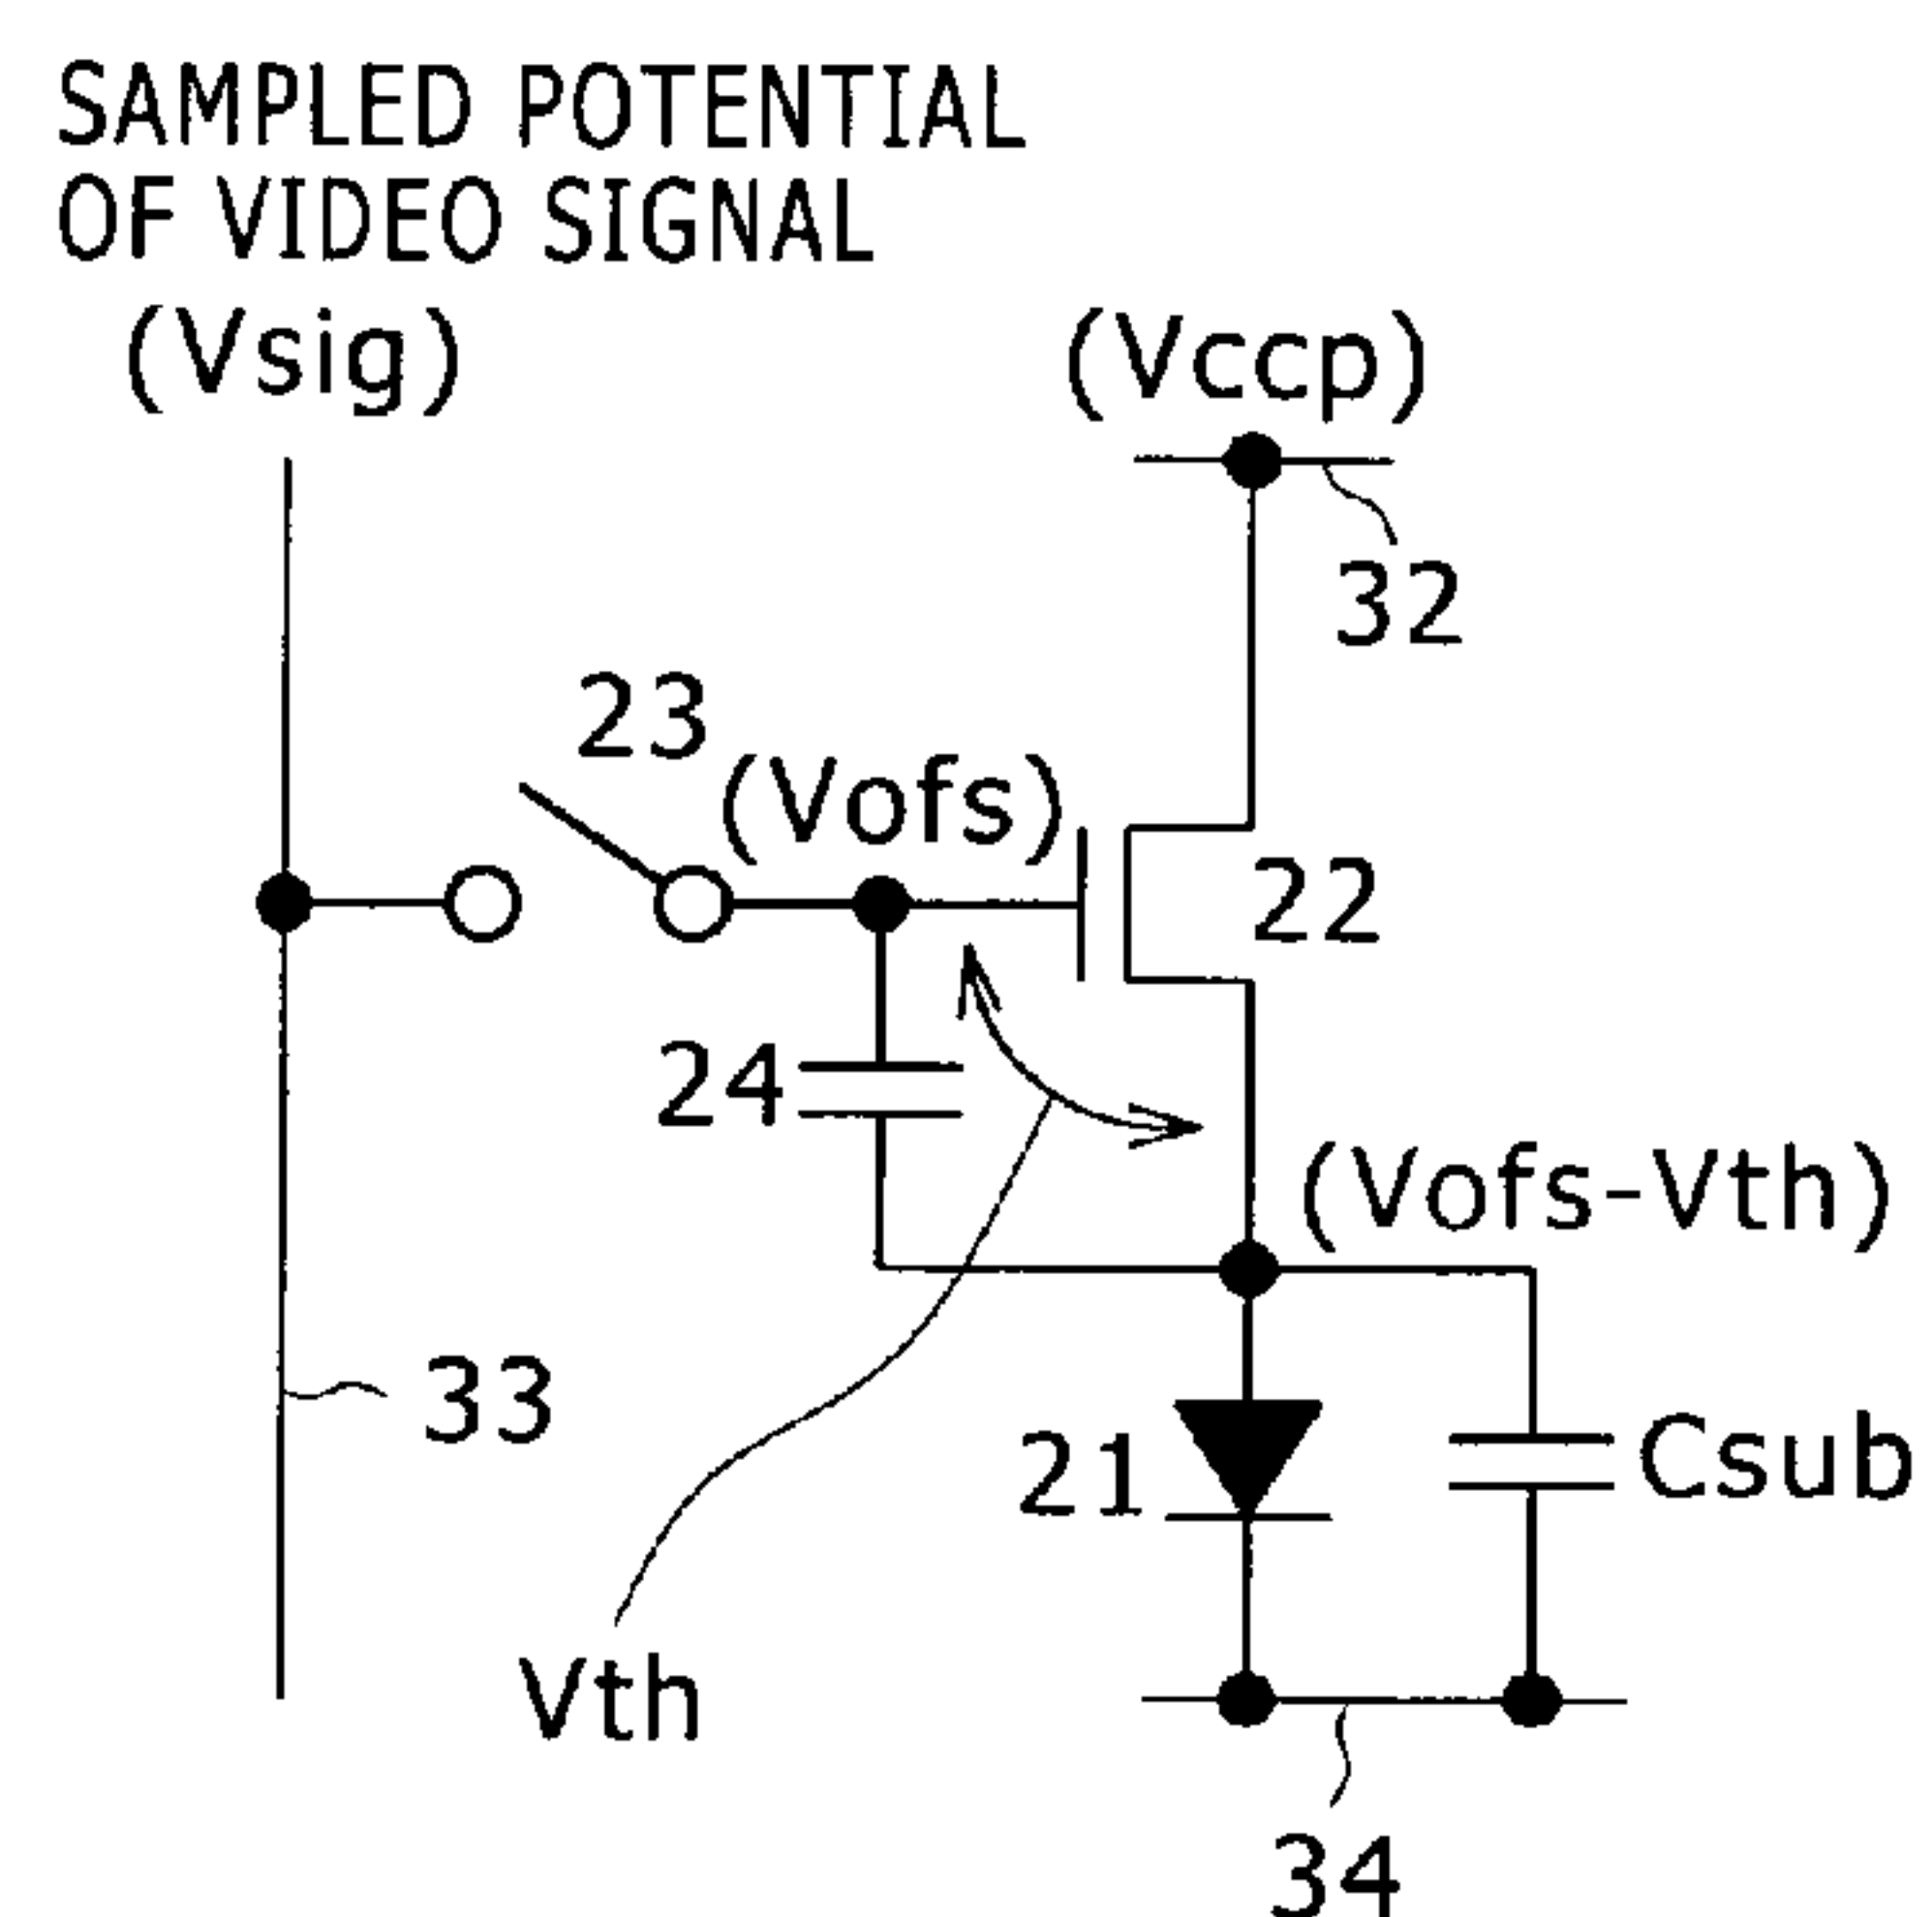 SAMPLED POTENTIAL
OF VIDEO SIGNAL
(Vsig)
(Vccp)
32
23
(Vofs)
22
24
(Vofs-Vth)
33
21
Csub
Vth
34